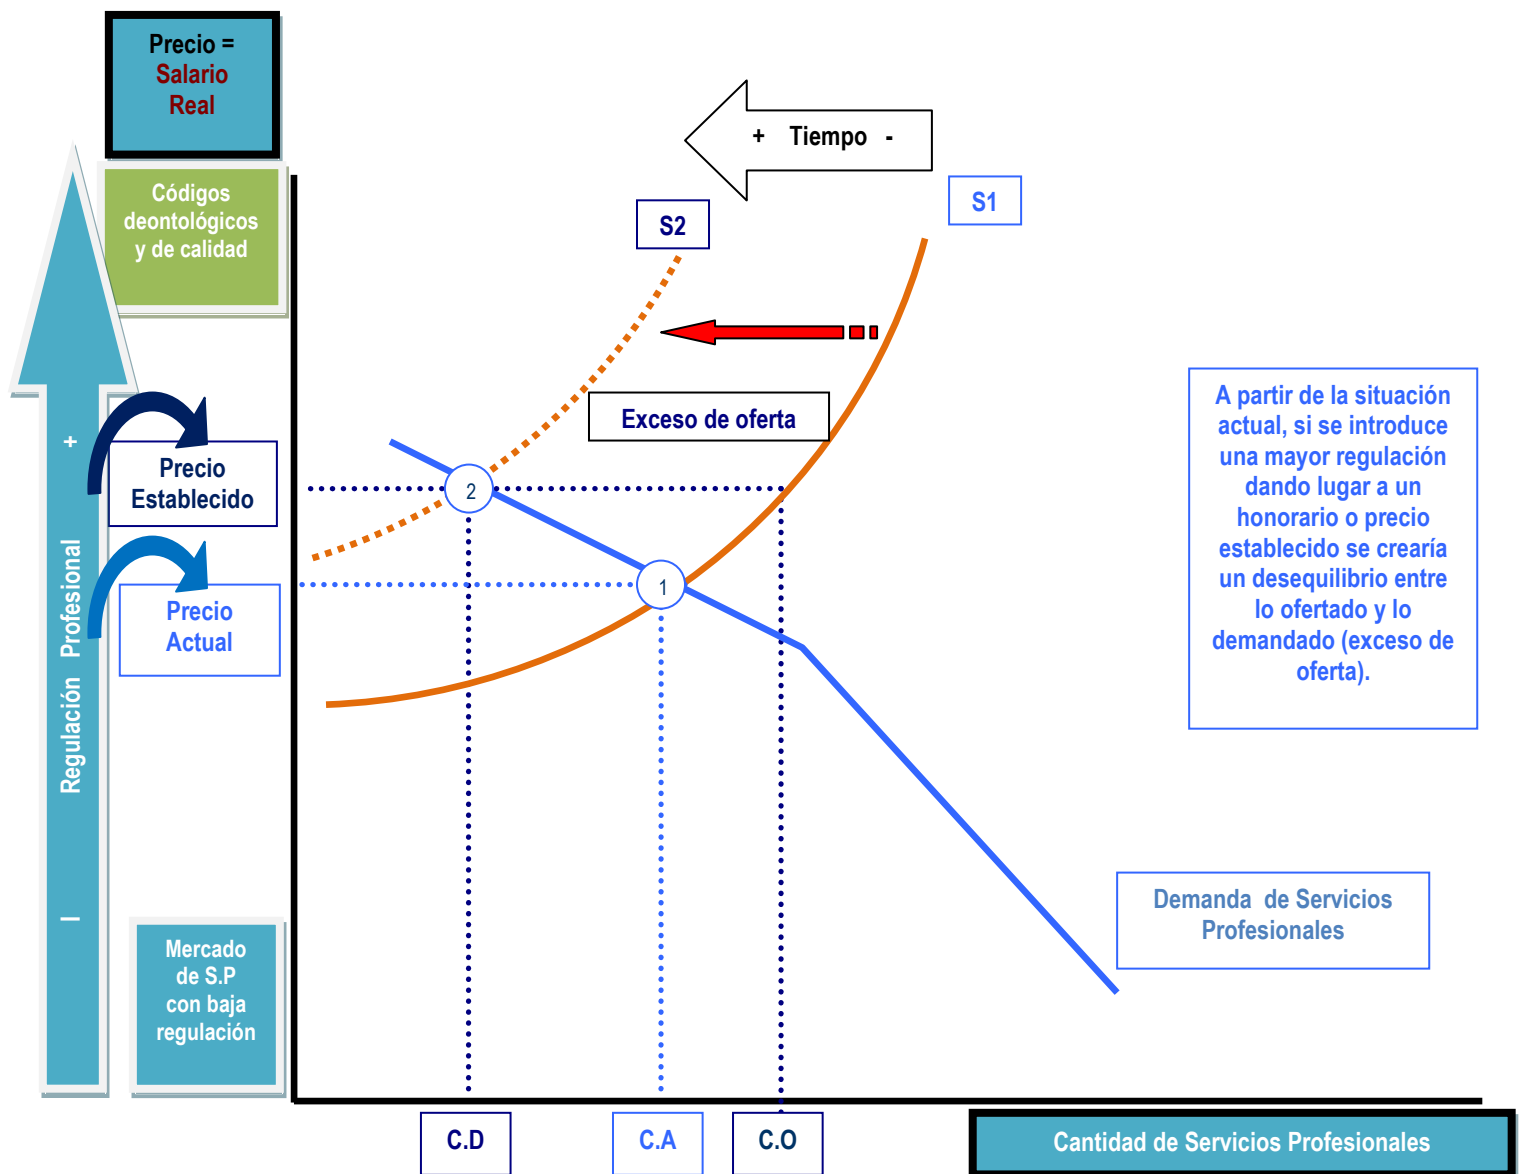 Precio =
Salario
Real
+ Tiempo -
Códigos
deontológicos
y de calidad
S1
S2
Exceso de oferta
A partir de la situación
actual, si se introduce
una mayor regulación
dando lugar a un
honorario o precio
establecido se crearía
un desequilibrio entre
lo ofertado y lo
demandado (exceso de
oferta).
– Regulación Profesional +
Precio
Establecido
2
Precio
Actual
1
Demanda de Servicios
Profesionales
Mercado
de S.P
con baja
regulación
C.D
C.A
C.O
Cantidad de Servicios Profesionales